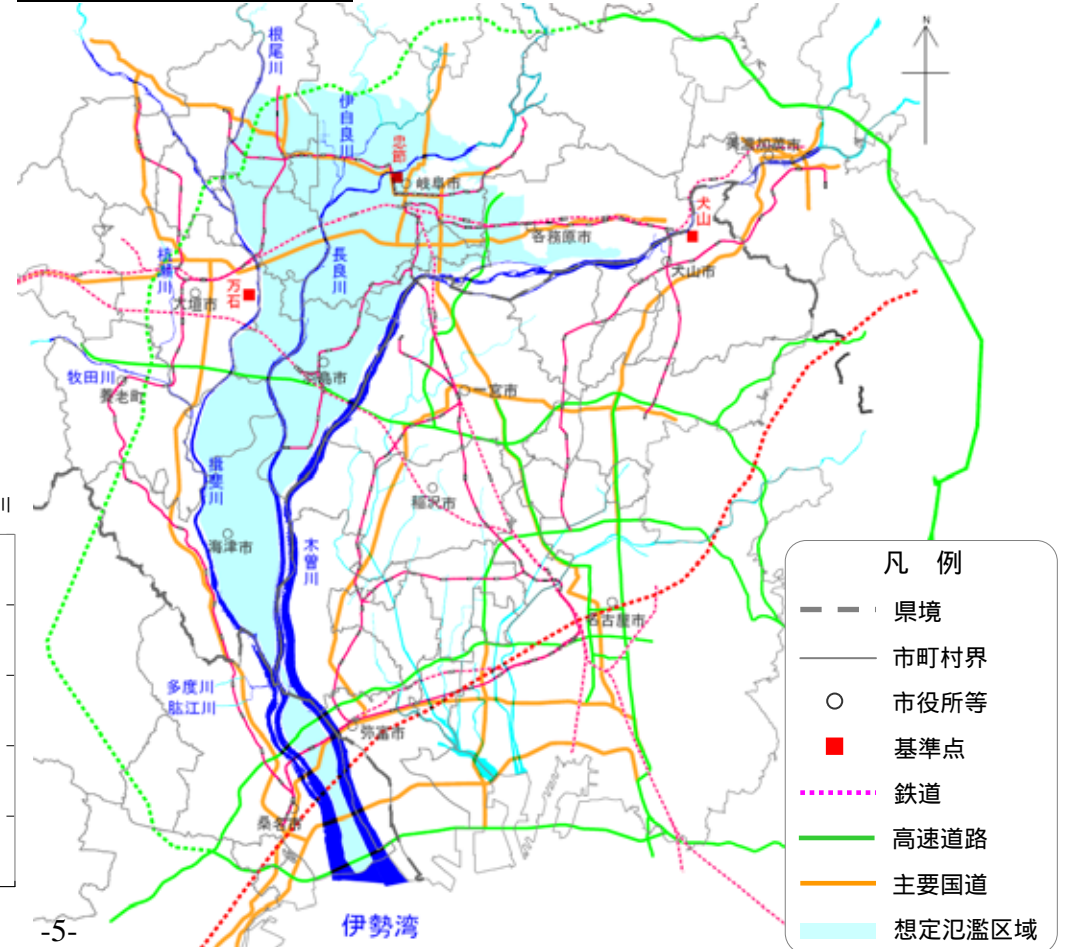 N
根尾川
伊自良川
忠節
岐阜市
美濃加茂市
犬山
各務原市
犬山市
杭瀬川
長良川
万石
大垣市
牧田川
養老町
羽島市
一宮市
揖斐川
稲沢市
川
海津市
木曽川
名古屋市
多度川
肱江川
弥富市
桑名市
伊勢湾
凡 例
県境
市町村界
市役所等
基準点
鉄道
高速道路
主要国道
想定氾濫区域
-5-